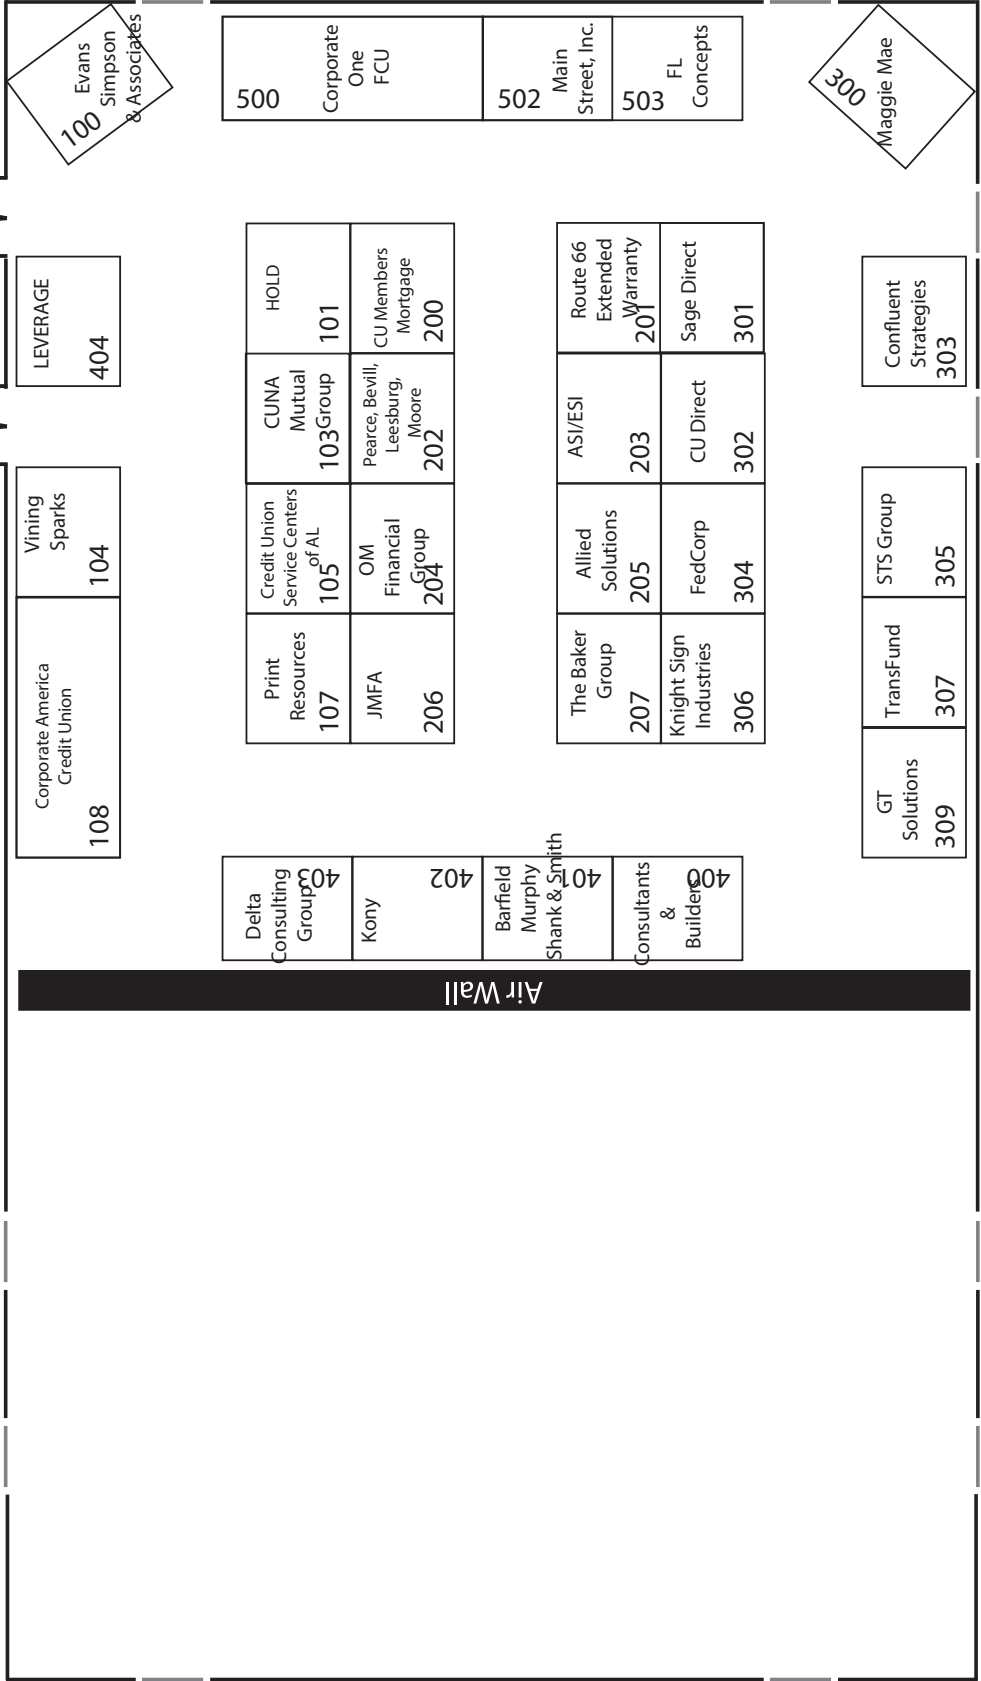 Evans
Simpson
& Associates
100
Corporate
One
FCU
500
Main
Street, Inc.
502
FL
Concepts
503
Maggie Mae
300
LEVERAGE
404
HOLD
101
CU Members
Mortgage
200
Route 66
Extended
Warranty
201
Sage Direct
301
Confluent
Strategies
303
CUNA
Mutual
Group
103
Pearce, Bevill,
Leesburg,
Moore
202
ASI/ESI
203
CU Direct
302
Vining
Sparks
104
Credit Union
Service Centers
of AL
105
OM
Financial
Group
204
Allied
Solutions
205
FedCorp
304
STS Group
305
Corporate America
Credit Union
108
Print
Resources
107
JMFA
206
The Baker
Group
207
Knight Sign
Industries
306
TransFund
307
GT
Solutions
309
Delta
Consulting
Group
403
Kony
402
Barfield
Murphy
Shank & Smith
401
Consultants
&
Builders
400
Air Wall